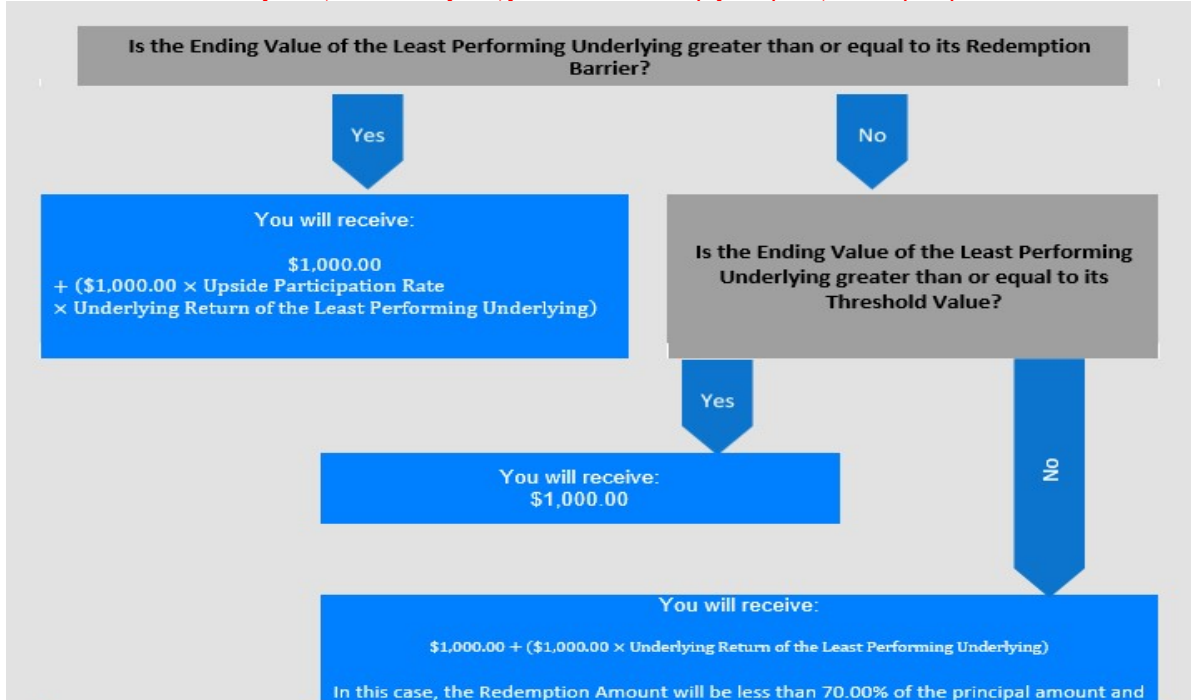 Is the Ending Value of the Least Performing Underlying greater than or equal to its Redemption
Barrier?
Yes
No
You will receive:
$1,000.00
+ ($1,000.00 × Upside Participation Rate
× Underlying Return of the Least Performing Underlying)
Is the Ending Value of the Least Performing
Underlying greater than or equal to its
Threshold Value?
Yes
You will receive:
$1,000.00
No
You will receive:
$1,000.00 + ($1,000.00 × Underlying Return of the Least Performing Underlying)
In this case, the Redemption Amount will be less than 70.00% of the principal amount and